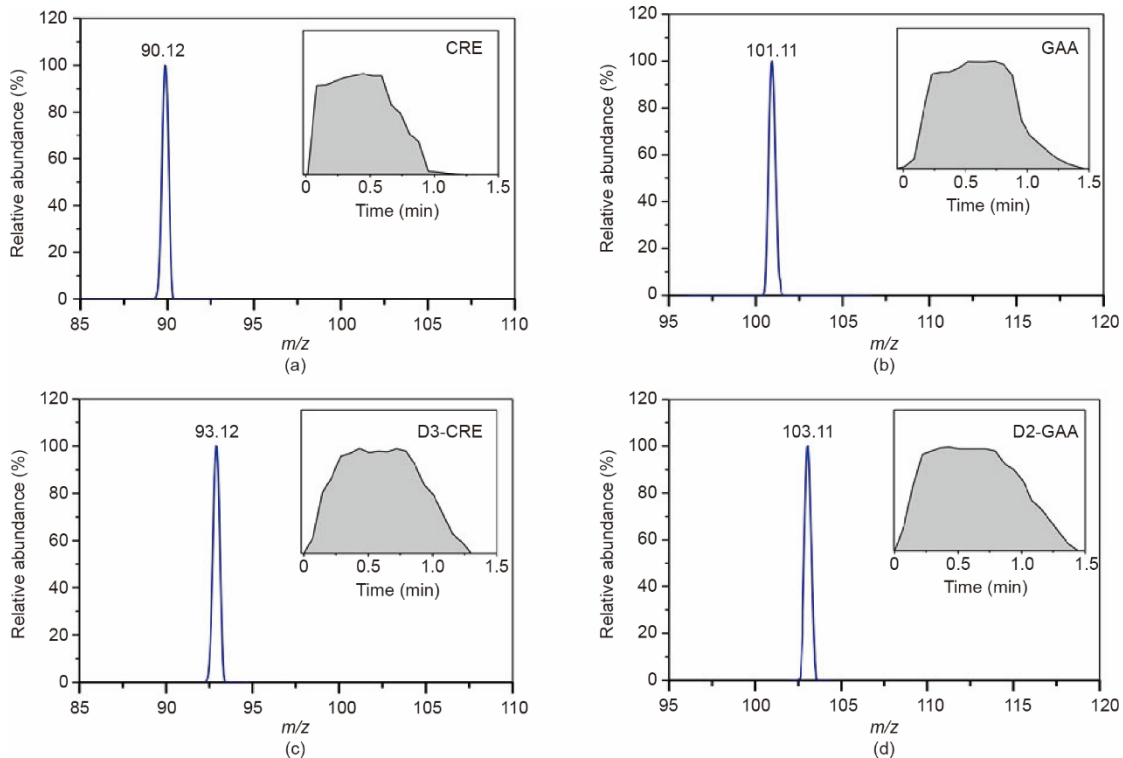 120
100
80
60
40
20
0
Relative abundance (%)
90.12
CRE
0 0.5 1.0 1.5
Time (min)
85 90 95 100 105 110
m/z
(a)
120
100
80
60
40
20
0
Relative abundance (%)
101.11
GAA
0 0.5 1.0 1.5
Time (min)
95 100 105 110 115 120
m/z
(b)
120
100
80
60
40
20
0
Relative abundance (%)
93.12
D3-CRE
0 0.5 1.0 1.5
Time (min)
80 85 90 95 100 105 110
m/z
(c)
120
100
80
60
40
20
0
Relative abundance (%)
103.11
D2-GAA
0 0.5 1.0 1.5
Time (min)
95 100 105 110 115 120
m/z
(d)